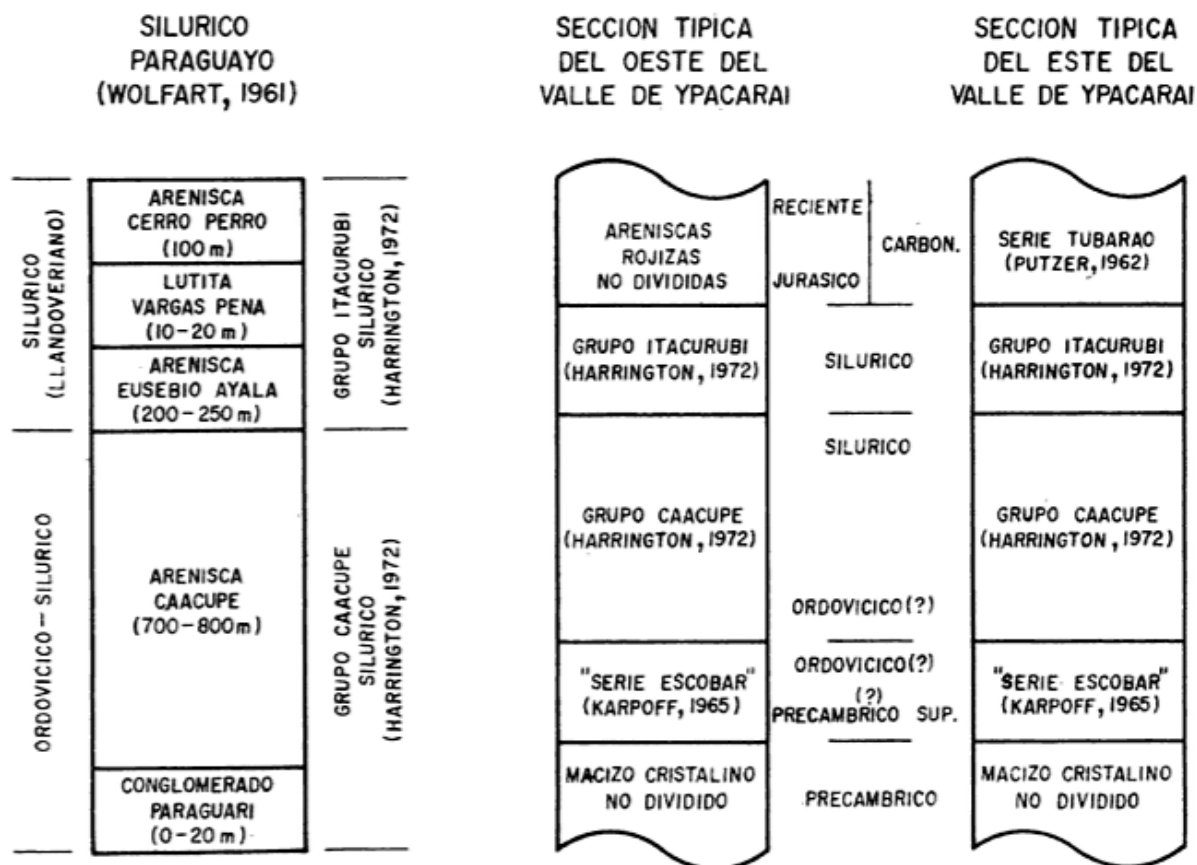 SILURICO
PARAGUAYO
(WOLFART, 1961)
SECCION TIPICA
DEL OESTE DEL
VALLE DE YPACARAI
SECCION TIPICA
DEL ESTE DEL
VALLE DE YPACARAI
SILURICO
(LLANDOVERIANO)
ORDOVICICO-SILURICO
ARENISCA
CERRO PERRO
(100 m)
LUTITA
VARGAS PENA
(10-20 m)
ARENISCA
EUSEBIO AYALA
(200-250 m)
ARENISCA
CAACUPE
(700-800m)
CONGLOMERADO
PARAGUARI
(0-20 m)
GRUPO ITACURUBI
SILURICO
(HARRINGTON, 1972)
GRUPO CAACUPE
SILURICO
(HARRINGTON, 1972)
ARENISCAS
ROJIZAS
NO DIVIDIDAS
GRUPO ITACURUBI
(HARRINGTON, 1972)
GRUPO CAACUPE
(HARRINGTON, 1972)
"SERIE ESCOBAR"
(KARPOFF, 1965)
MACIZO CRISTALINO
NO DIVIDIDO
RECIENTE
JURASICO
CARBON.
SILURICO
SILURICO
ORDOVICICO(?)
ORDOVICICO(?)
(?)
PRECAMBRICO SUP.
PRECAMBRICO
SERIE TUBARAO
(PUTZER, 1962)
GRUPO ITACURUBI
(HARRINGTON, 1972)
GRUPO CAACUPE
(HARRINGTON, 1972)
"SERIE ESCOBAR"
(KARPOFF, 1965)
MACIZO CRISTALINO
NO DIVIDIDO